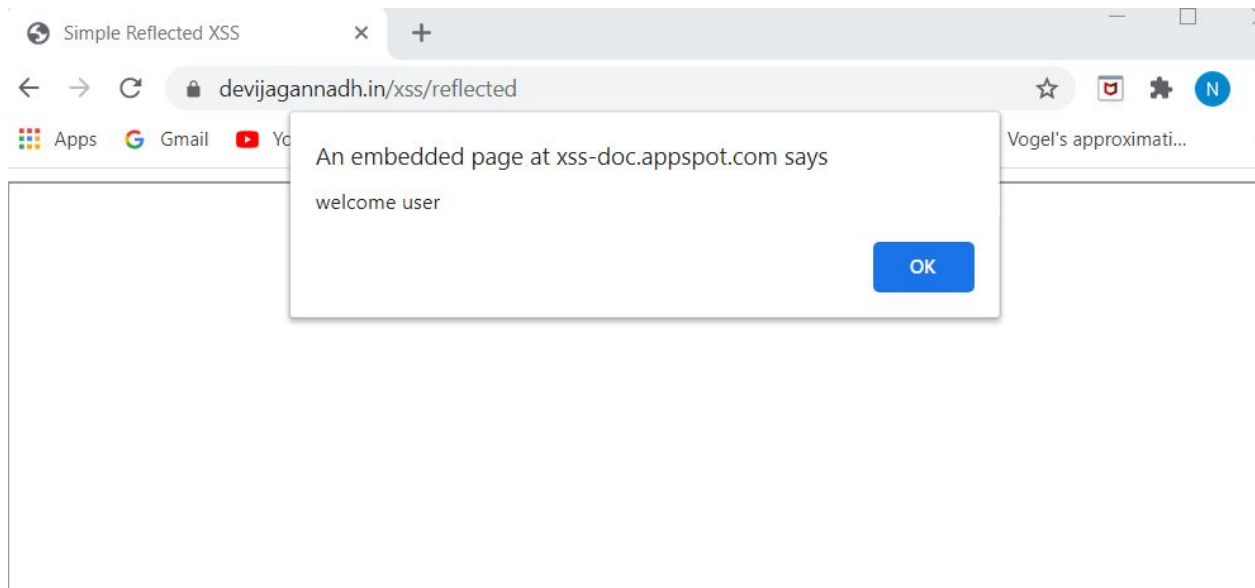 Simple Reflected XSS
devijagannadh.in/xss/reflected
N
Apps G Gmail Yo
Vogel's approximati...
An embedded page at xss-doc.appspot.com says
welcome user
OK